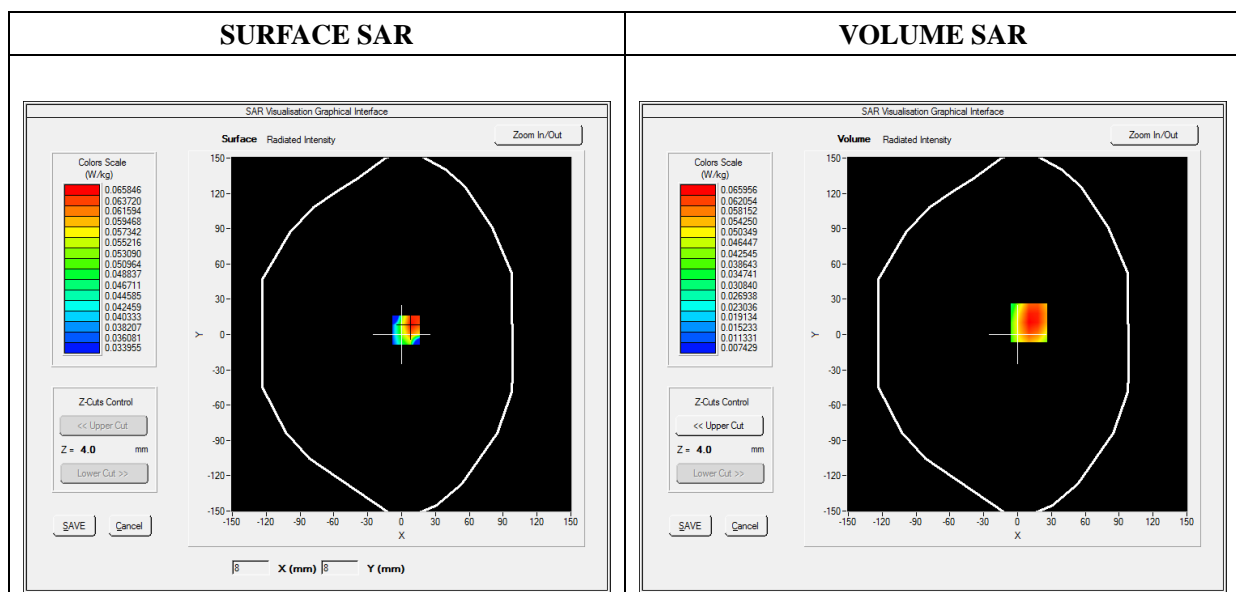 SURFACE SAR
VOLUME SAR
SAR Visualisation Graphical Interface
Surface Radiated Intensity
Zoom In/Out
Colors Scale
(W/kg)
0.065846
0.063720
0.061594
0.059468
0.057342
0.055216
0.053090
0.050964
0.048837
0.046711
0.044585
0.042459
0.040333
0.038207
0.036081
0.033955
Z-Cuts Control
<< Upper Cut
Z = 4.0 mm
Lower Cut >>
SAVE Cancel
150
120
90
60
30
0
-30
-60
-90
-120
-150
Y
-150 -120 -90 -60 -30 0 30 60 90 120 150
X
8 X (mm) 8 Y (mm)
SAR Visualisation Graphical Interface
Volume Radiated Intensity
Zoom In/Out
Colors Scale
(W/kg)
0.065956
0.062054
0.058152
0.054250
0.050349
0.046447
0.042545
0.038643
0.034741
0.030840
0.026938
0.023036
0.019134
0.015233
0.011331
0.007429
Z-Cuts Control
<< Upper Cut
Z = 4.0 mm
Lower Cut >>
SAVE Cancel
150
120
90
60
30
0
-30
-60
-90
-120
-150
Y
-150 -120 -90 -60 -30 0 30 60 90 120 150
X